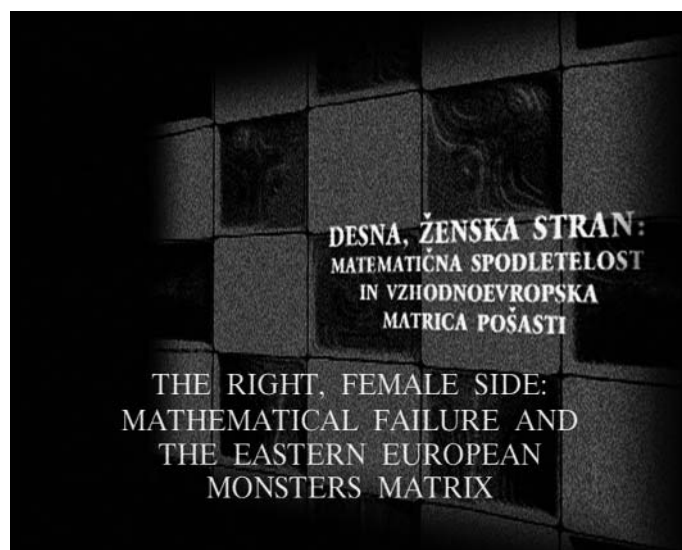 DESNA, ŽENSKA STRAN:
MATEMATIČNA SPODLETELOST
IN VZHODNOEVROPSKA
MATRICA POŠASTI
THE RIGHT, FEMALE SIDE:
MATHEMATICAL FAILURE AND
THE EASTERN EUROPEAN
MONSTERS MATRIX